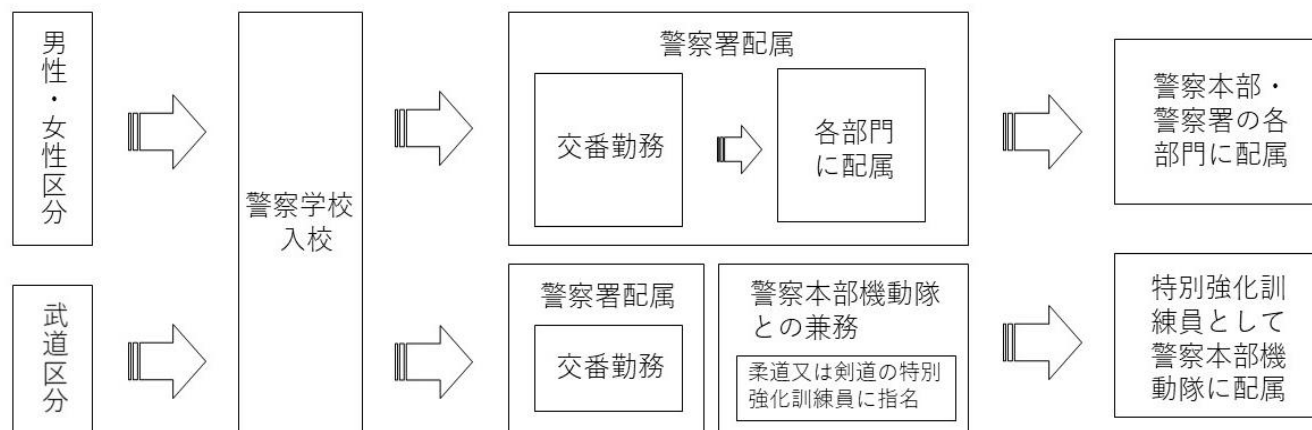 男性・女性区分
警察学校
入校
警察署配属
交番勤務
各部門
に配属
警察本部・
警察署の各
部門に配属
武道区分
警察署配属
交番勤務
警察本部機動隊
との兼務
柔道又は剣道の特別
強化訓練員に指名
特別強化訓
練員として
警察本部機
動隊に配属